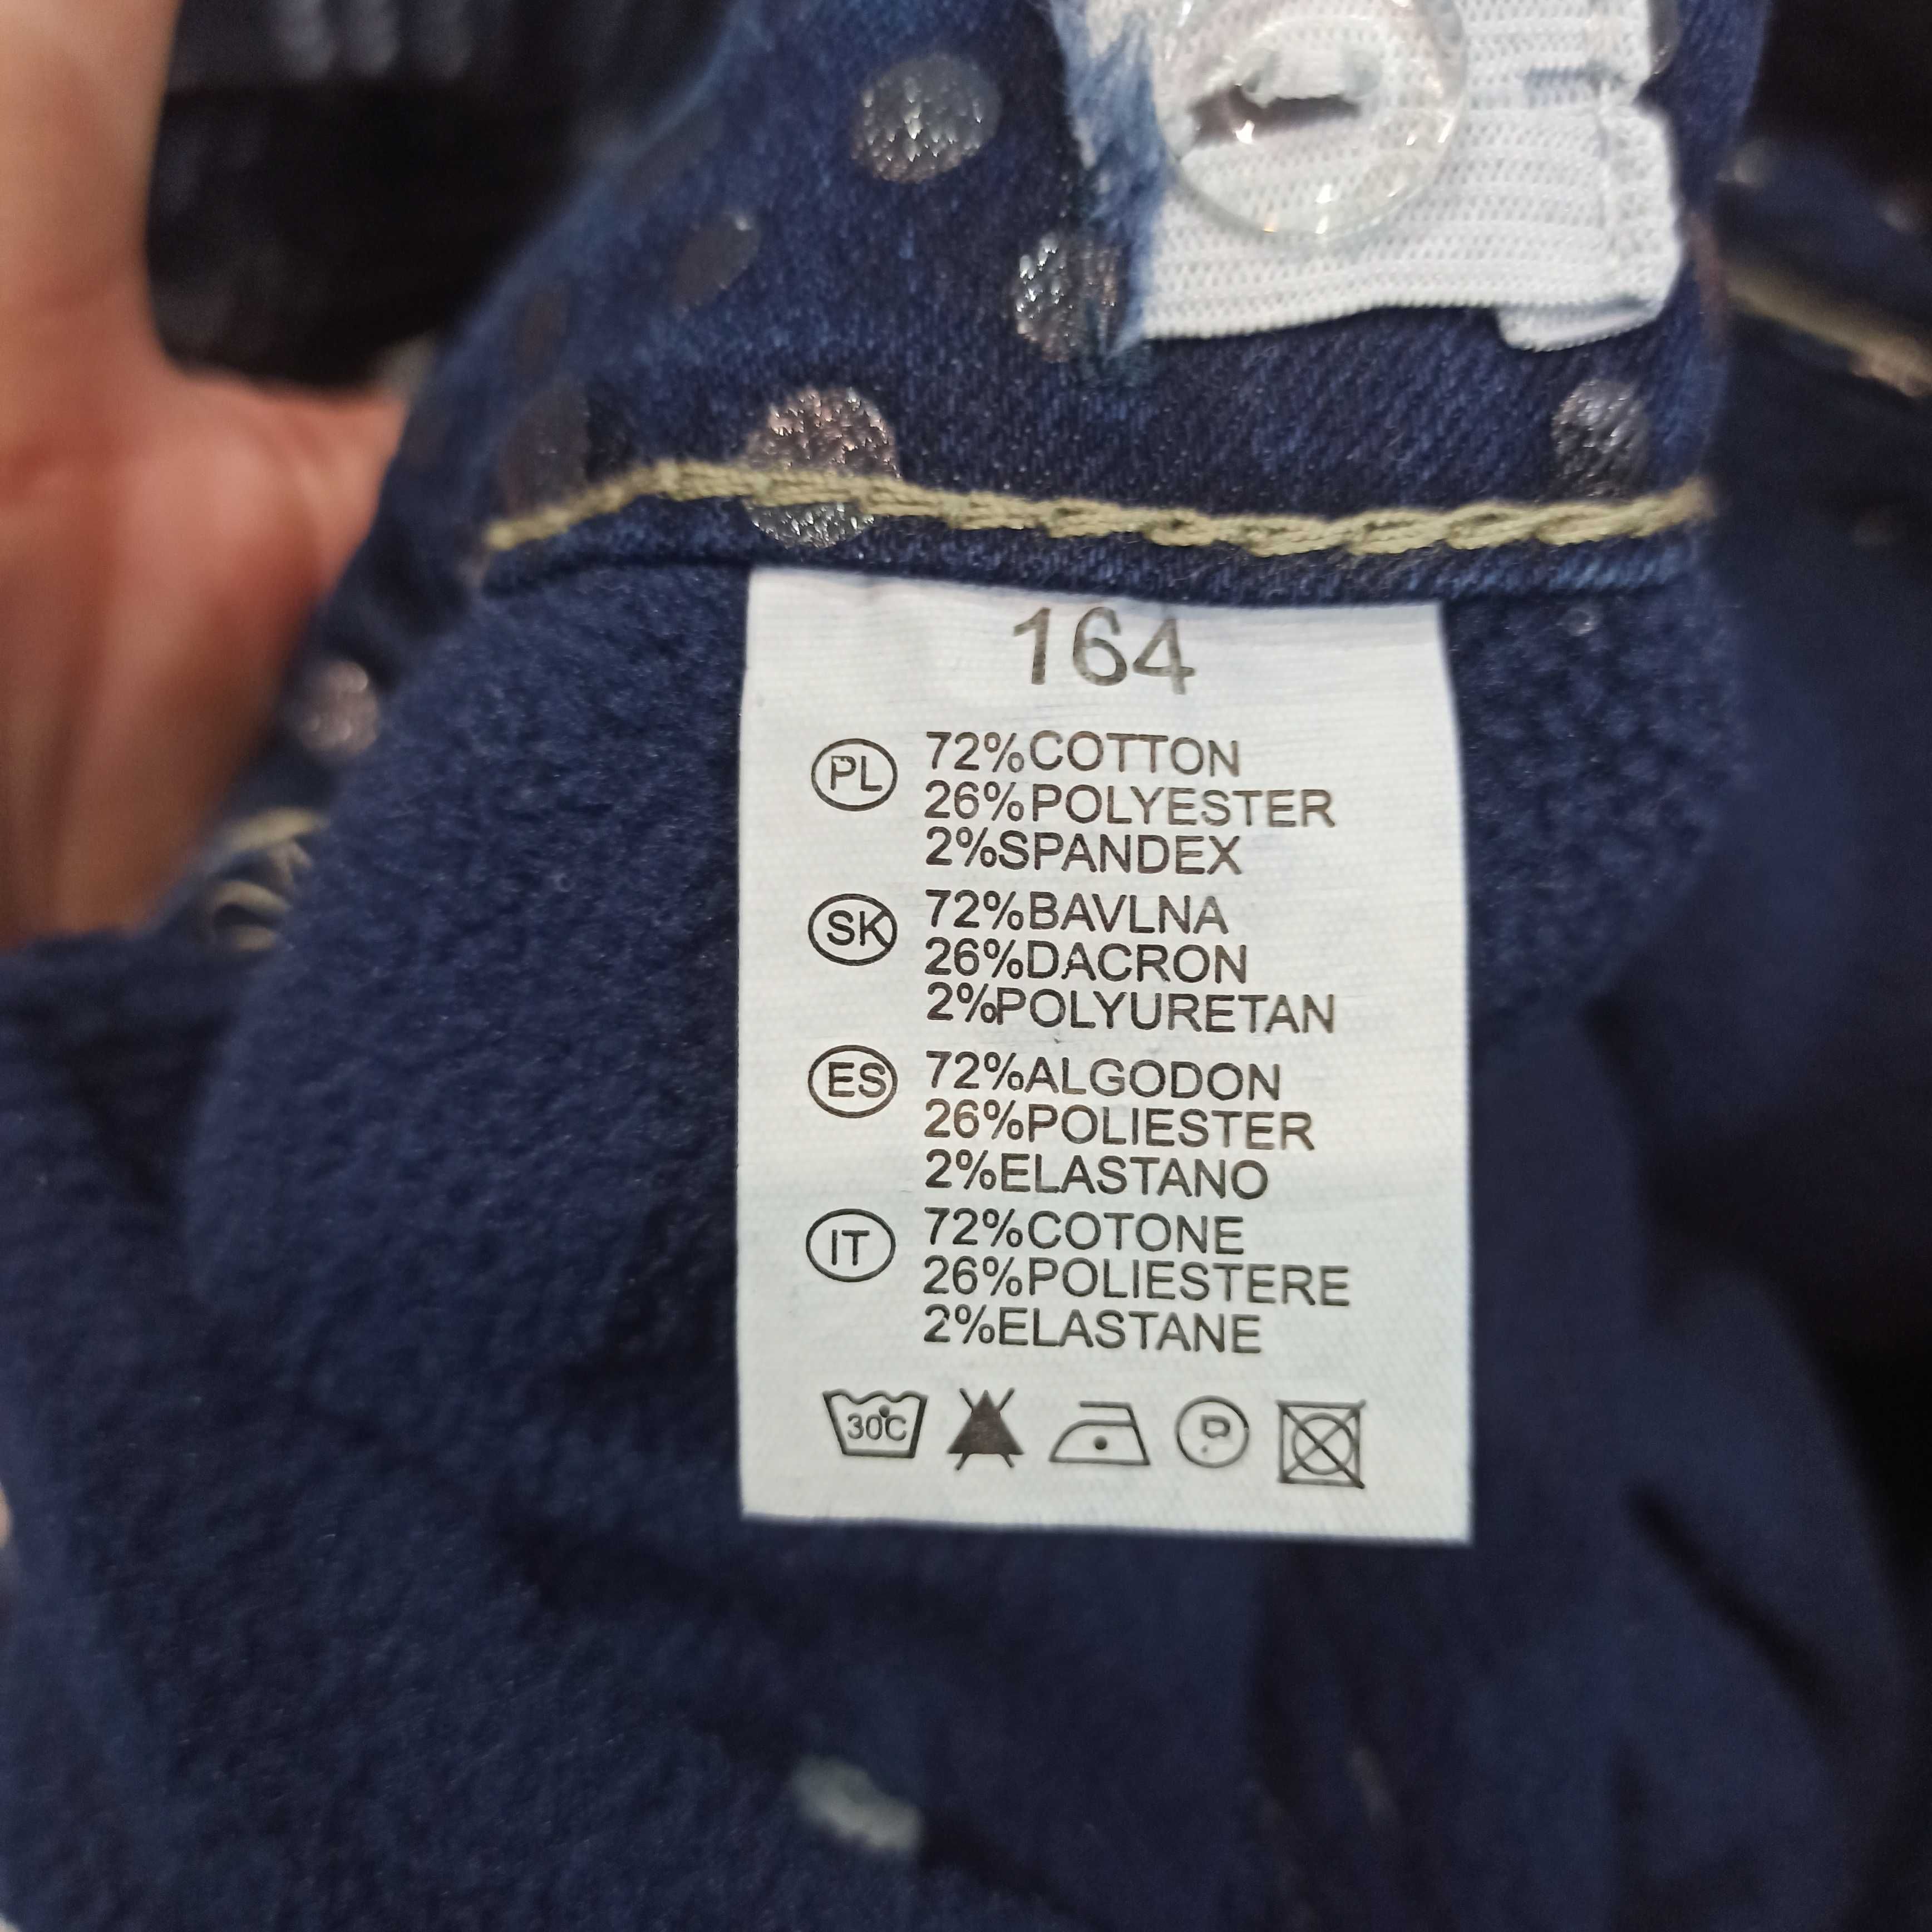 164
PL 72%COTTON
26%POLYESTER
2%SPANDEX
SK 72%BAVLNA
26%DACRON
2%POLYURETAN
ES 72%ALGODON
26%POLIESTER
2%ELASTANO
IT 72%COTONE
26%POLIESTERE
2%ELASTANE
30°C P